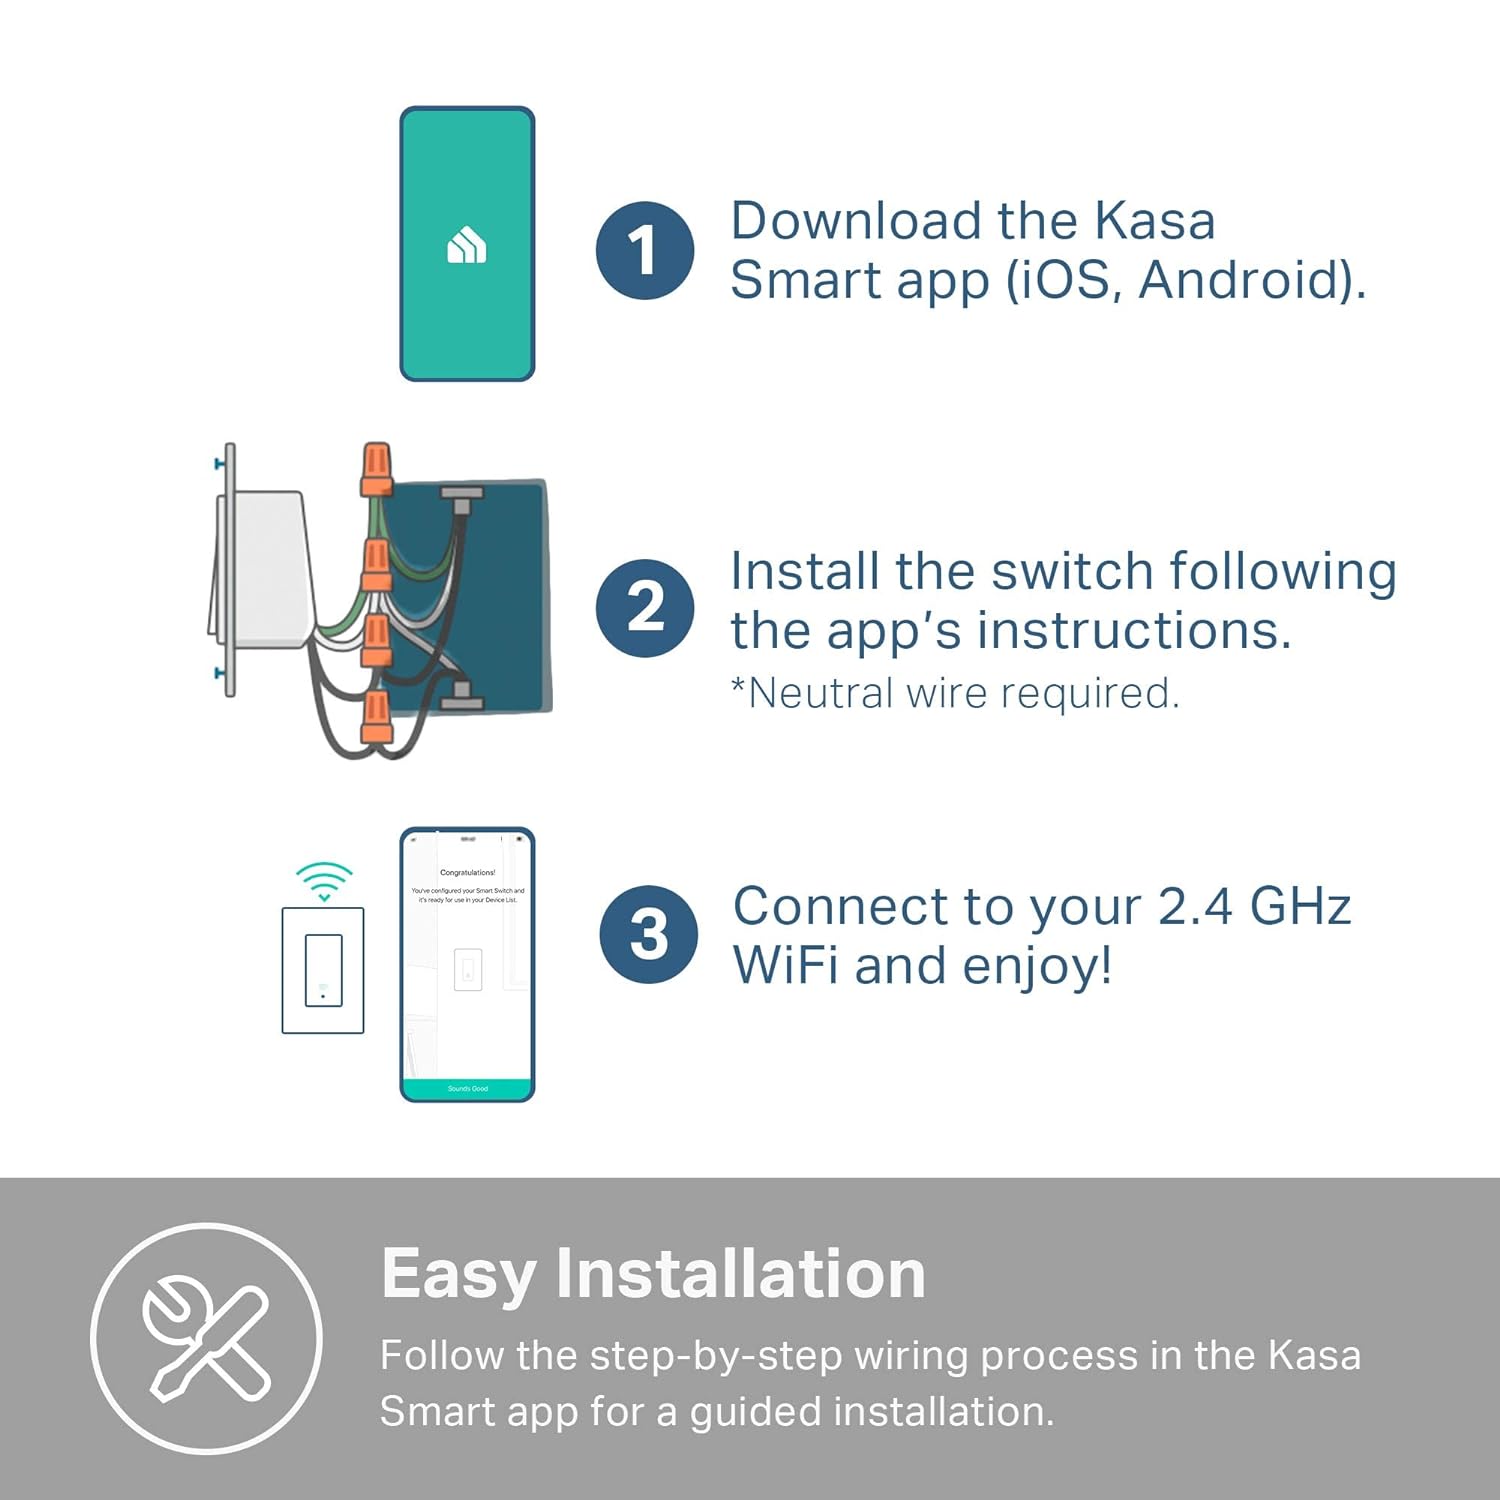 1
Download the Kasa
Smart app (iOS, Android).
2
Install the switch following
the app's instructions.
*Neutral wire required.
Congratulations!
You've configured your Smart Switch and
it's ready for use in your Device List.
Sounds Good
3
Connect to your 2.4 GHz
WiFi and enjoy!
Easy Installation
Follow the step-by-step wiring process in the Kasa
Smart app for a guided installation.